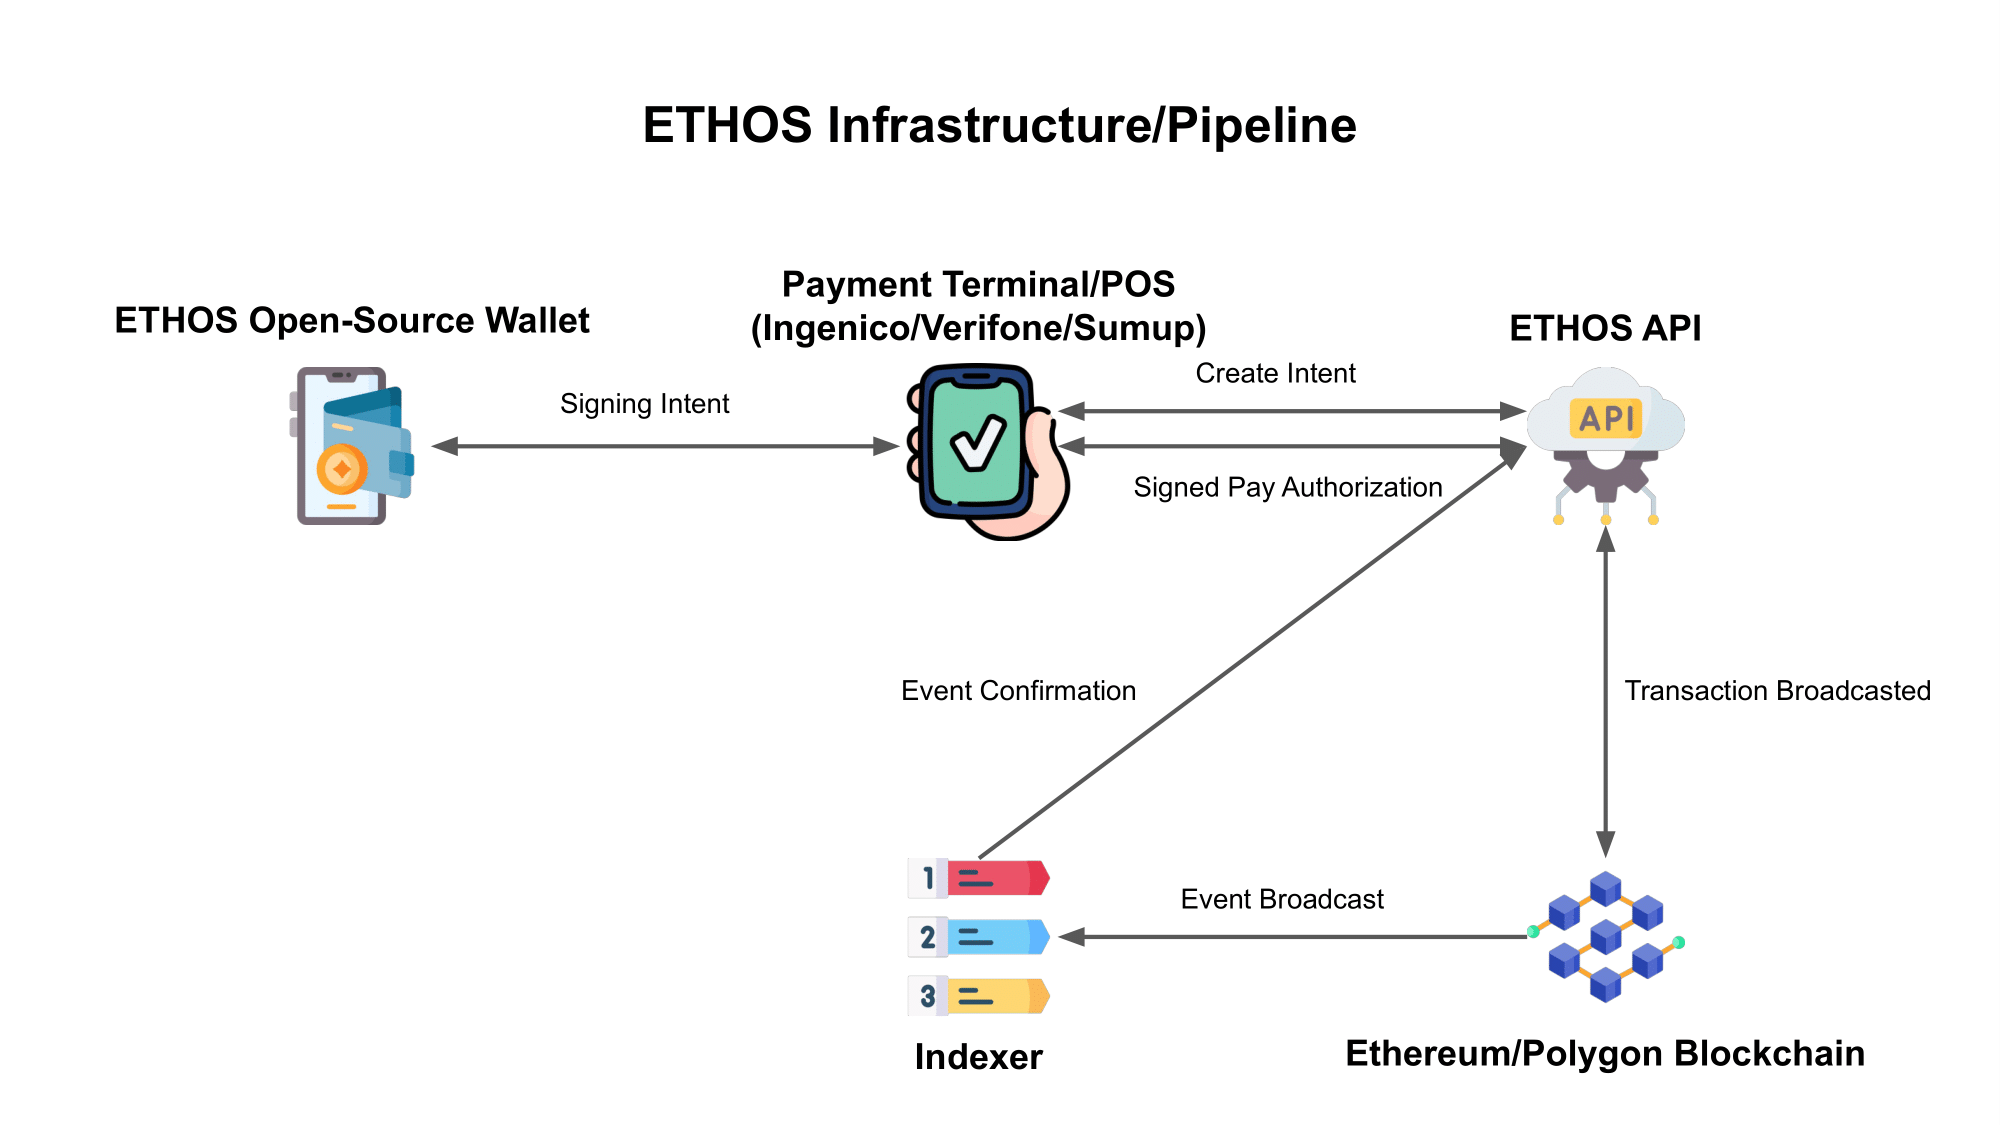 ETHOS Infrastructure/Pipeline
ETHOS Open-Source Wallet
Payment Terminal/POS
(Ingenico/Verifone/Sumup)
ETHOS API
Signing Intent
Create Intent
API
Signed Pay Authorization
Event Confirmation
Transaction Broadcasted
1
2
3
Event Broadcast
Indexer
Ethereum/Polygon Blockchain